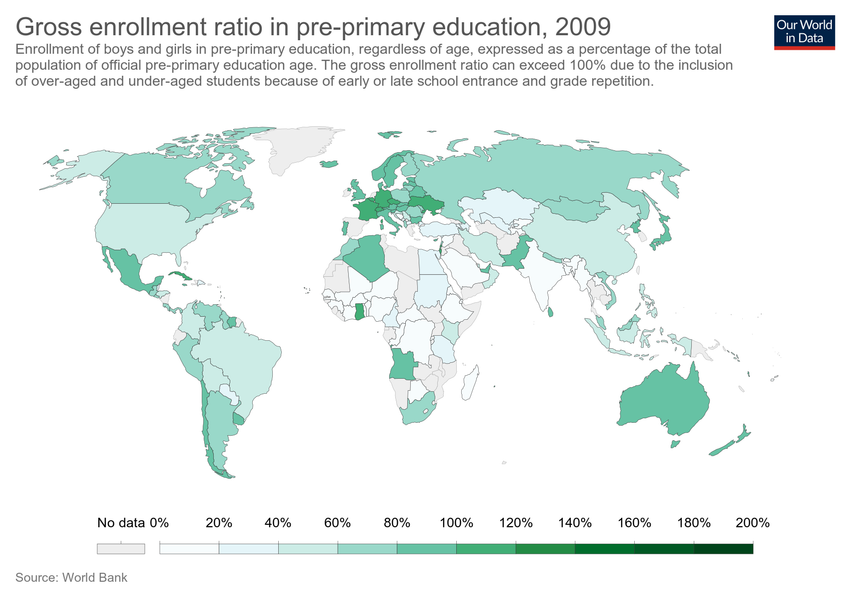 Gross enrollment ratio in pre-primary education, 2009
Our World
in Data
Enrollment of boys and girls in pre-primary education, regardless of age, expressed as a percentage of the total
population of official pre-primary education age. The gross enrollment ratio can exceed 100% due to the inclusion
of over-aged and under-aged students because of early or late school entrance and grade repetition.
No data 0% 20% 40% 60% 80% 100% 120% 140% 160% 180% 200%
Source: World Bank